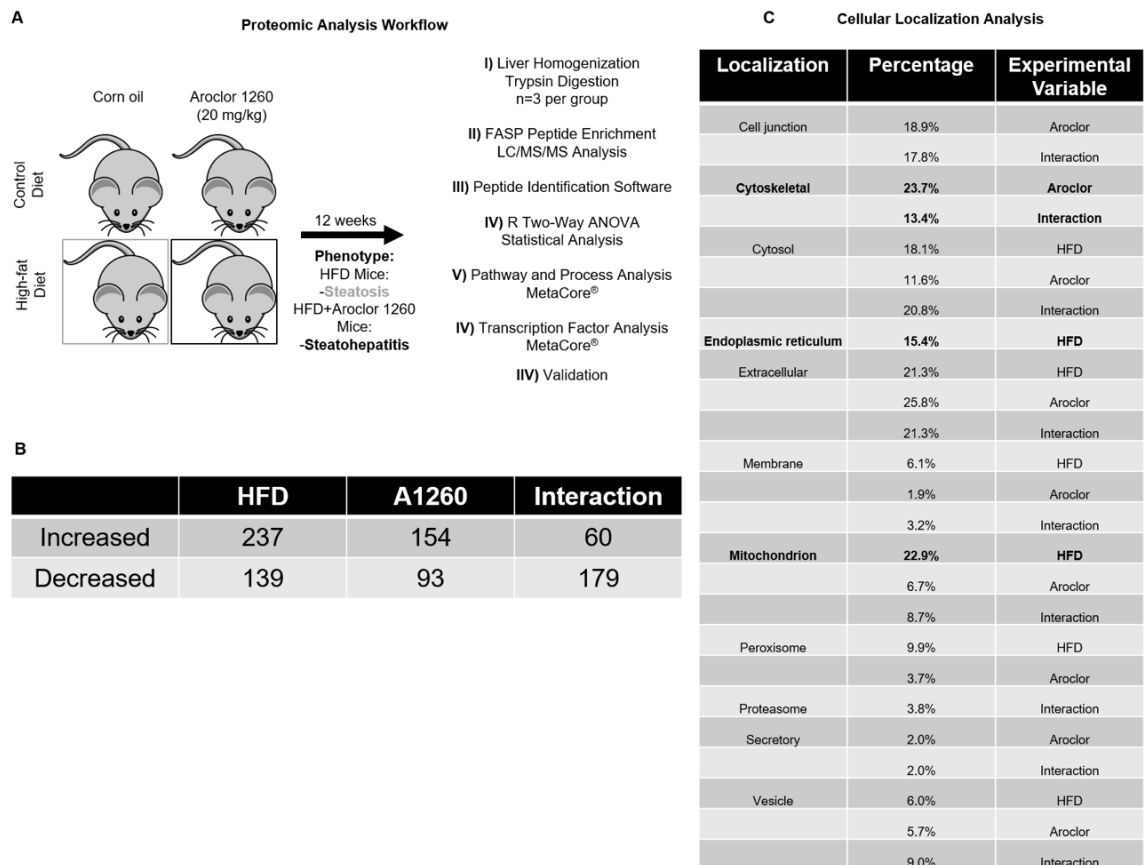 A
Proteomic Analysis Workflow
Corn oil
Aroclor 1260
(20 mg/kg)
Control
Diet
High-fat
Diet
12 weeks
Phenotype:
HFD Mice:
-Steatosis
HFD+Aroclor 1260
Mice:
-Steatohepatitis
I) Liver Homogenization
Trypsin Digestion
n=3 per group
II) FASP Peptide Enrichment
LC/MS/MS Analysis
III) Peptide Identification Software
IV) R Two-Way ANOVA
Statistical Analysis
V) Pathway and Process Analysis
MetaCore®
IV) Transcription Factor Analysis
MetaCore®
IIV) Validation
B
HFD A1260 Interaction
Increased 237 154 60
Decreased 139 93 179
C
Cellular Localization Analysis
Localization Percentage Experimental
Variable
Cell junction 18.9% Aroclor
17.8% Interaction
Cytoskeletal 23.7% Aroclor
13.4% Interaction
Cytosol 18.1% HFD
11.6% Aroclor
20.8% Interaction
Endoplasmic reticulum 15.4% HFD
Extracellular 21.3% HFD
25.8% Aroclor
21.3% Interaction
Membrane 6.1% HFD
1.9% Aroclor
3.2% Interaction
Mitochondrion 22.9% HFD
6.7% Aroclor
8.7% Interaction
Peroxisome 9.9% HFD
3.7% Aroclor
Proteasome 3.8% Interaction
Secretory 2.0% Aroclor
2.0% Interaction
Vesicle 6.0% HFD
5.7% Aroclor
9.0% Interaction